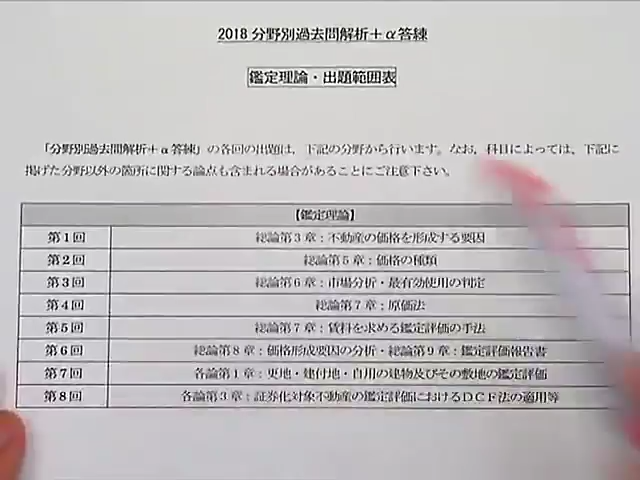 2018 分野別過去問解析+α答練
鑑定理論・出題範囲表
「分野別過去問解析+α答練」の各回の出題は、下記の分野から行います。なお、科目によっては、下記に
掲げた分野以外の箇所に関する論点も含まれる場合があることにご注意下さい。
【鑑定理論】
第1回 総論第3章：不動産の価格を形成する要因
第2回 総論第5章：価格の種類
第3回 総論第6章：市場分析・最有効使用の判定
第4回 総論第7章：原価法
第5回 総論第7章：賃料を求める鑑定評価の手法
第6回 総論第8章：価格形成要因の分析・総論第9章：鑑定評価報告書
第7回 各論第1章：更地・建付地・自用の建物及びその敷地の鑑定評価
第8回 各論第3章：証券化対象不動産の鑑定評価におけるDCF法の適用等